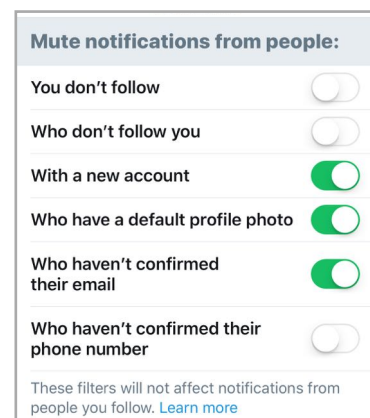 Mute notifications from people:
You don't follow
Who don't follow you
With a new account
Who have a default profile photo
Who haven't confirmed
their email
Who haven't confirmed their
phone number
These filters will not affect notifications from
people you follow. Learn more